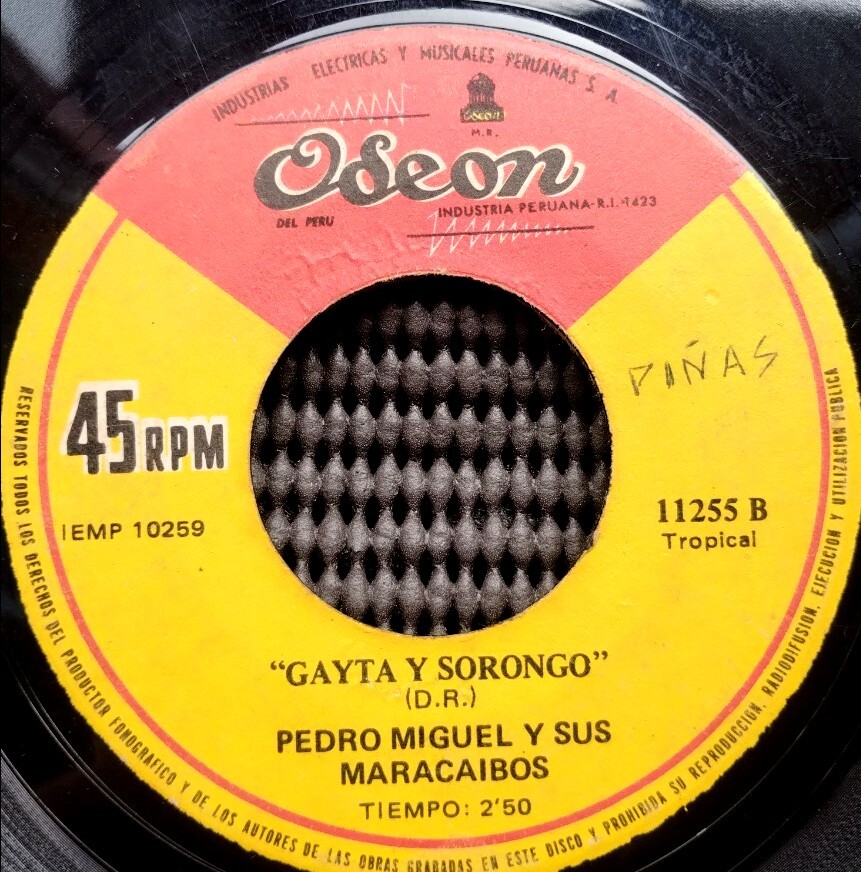 INDUSTRIAS ELECTRICAS Y MUSICALES PERUANAS S. A.
Odeon
M.R.
Odeon
DEL PERU
INDUSTRIA PERUANA-R.I.-1423
PIÑAS
45 RPM
IEMP 10259
11255 B
Tropical
"GAYTA Y SORONGO"
(D.R.)
PEDRO MIGUEL Y SUS
MARACAIBOS
TIEMPO: 2'50
RESERVADOS TODOS LOS DERECHOS DEL PRODUCTOR FONOGRAFICO Y DE LOS AUTORES DE LAS OBRAS GRABADAS EN ESTE DISCO Y PROHIBIDA SU REPRODUCCION, RADIODIFUSION, EJECUCION Y UTILIZACION PUBLICA